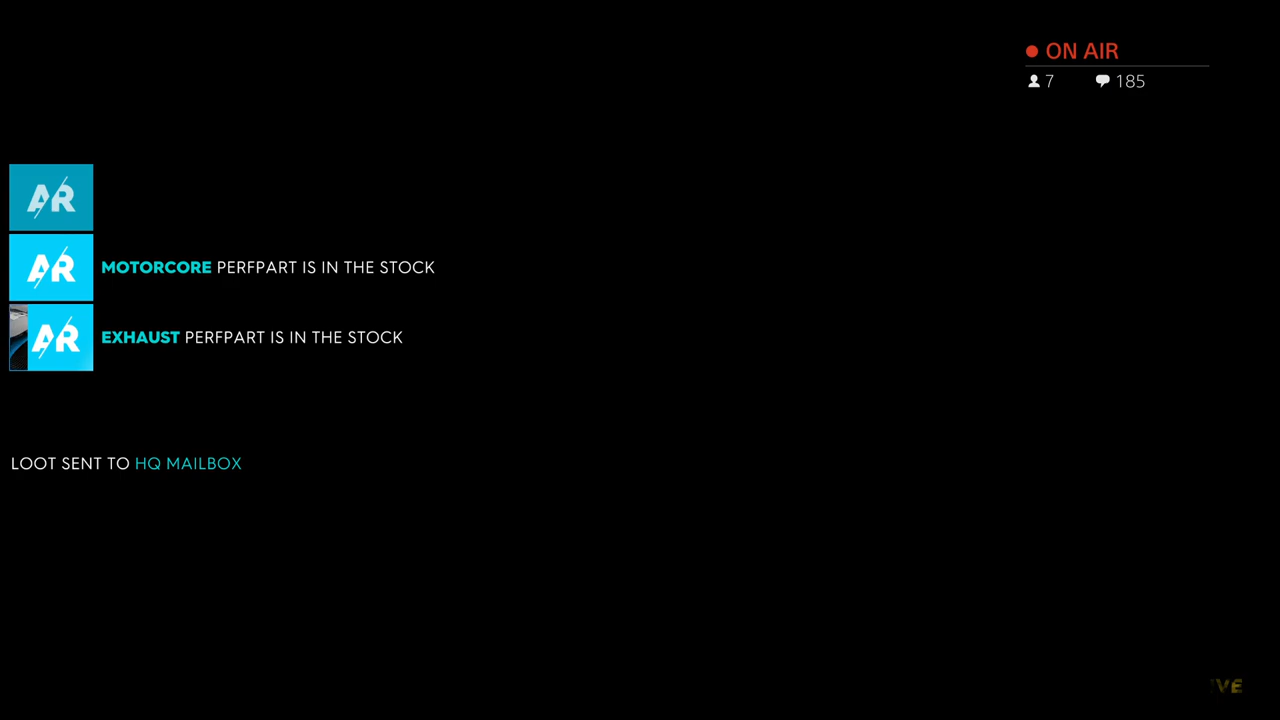 ON AIR
7 185
AR
AR
MOTORCORE PERFPART IS IN THE STOCK
AR
EXHAUST PERFPART IS IN THE STOCK
LOOT SENT TO HQ MAILBOX